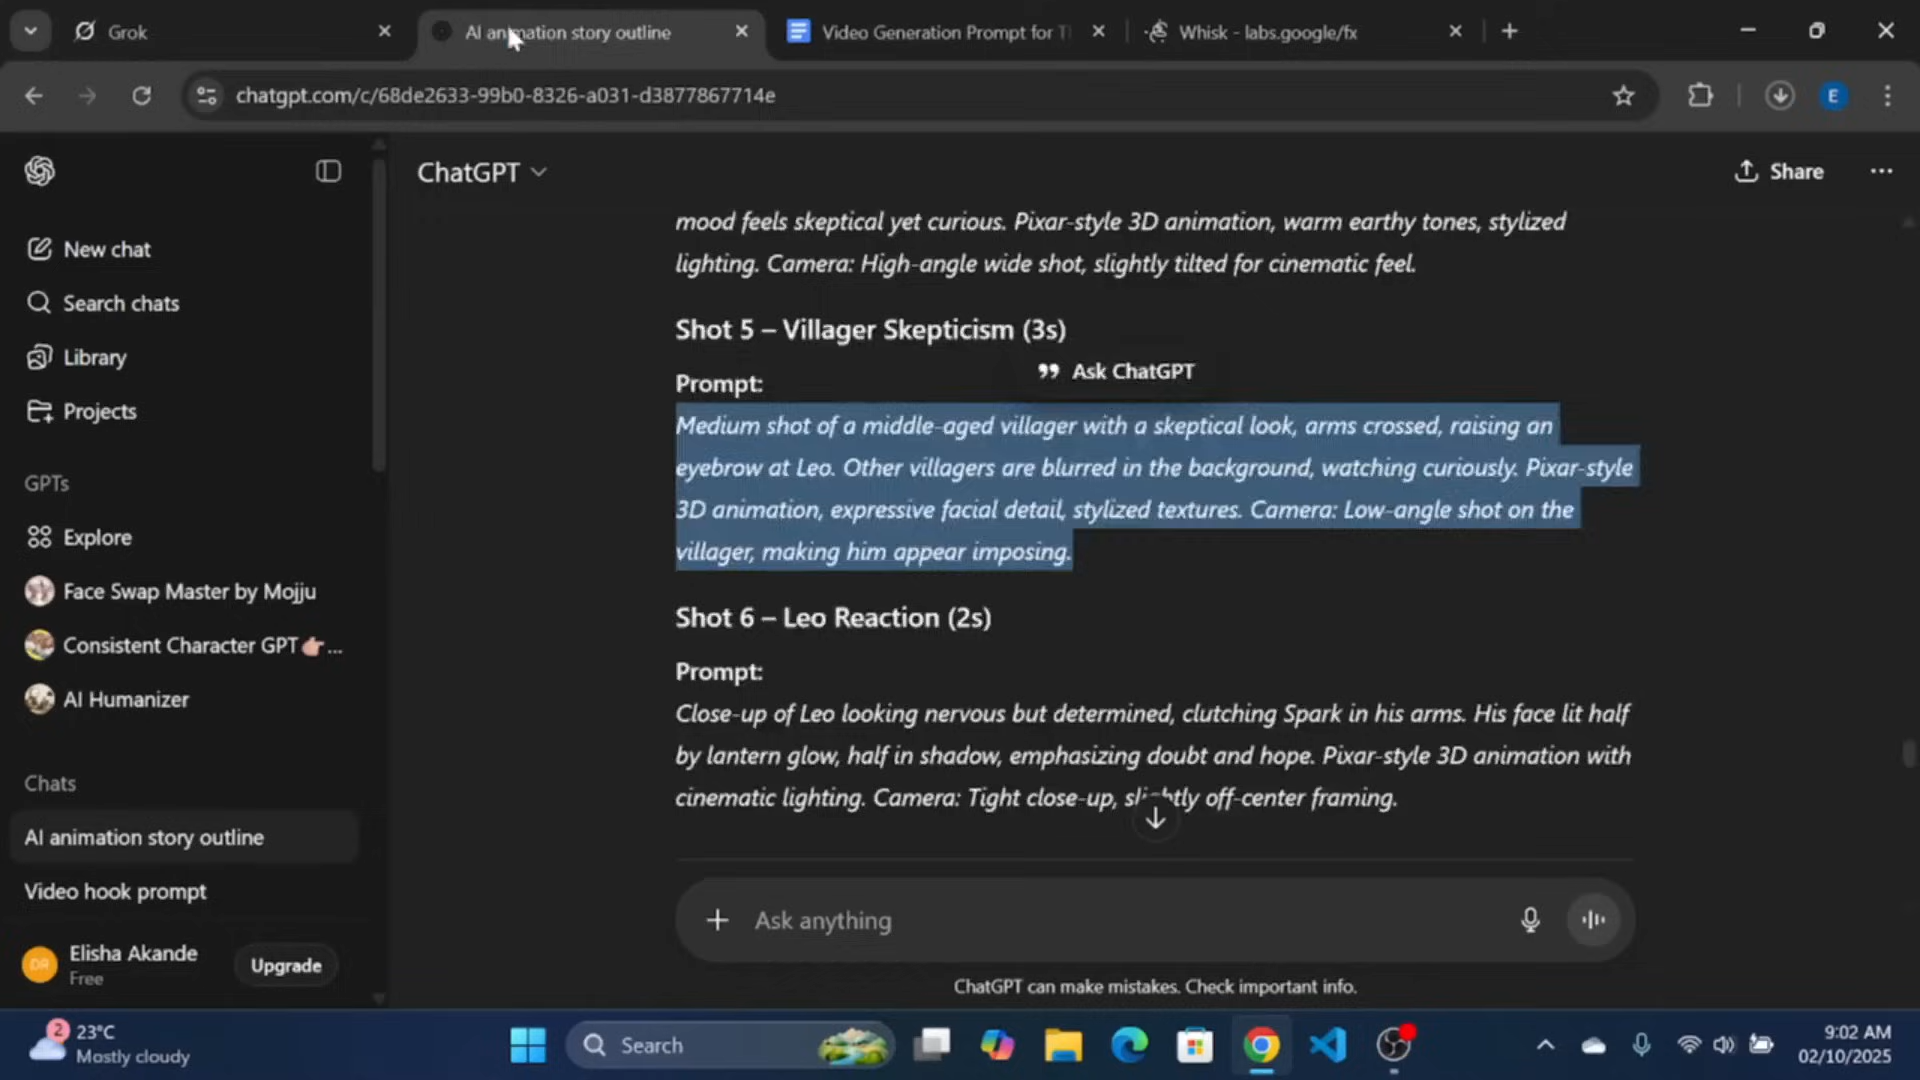 Grok
AI animation story outline
Video Generation Prompt for T
Whisk - labs.google/fx
chatgpt.com/c/68de2633-99b0-8326-a031-d3877867714e
E
ChatGPT
Share
New chat
Search chats
Library
Projects
GPTs
Explore
Face Swap Master by Mojju
Consistent Character GPT👉🏼...
AI Humanizer
Chats
AI animation story outline
Video hook prompt
DR
Elisha Akande
Free
Upgrade
mood feels skeptical yet curious. Pixar-style 3D animation, warm earthy tones, stylized
lighting. Camera: High-angle wide shot, slightly tilted for cinematic feel.
Shot 5 – Villager Skepticism (3s)
Ask ChatGPT
Prompt:
Medium shot of a middle-aged villager with a skeptical look, arms crossed, raising an
eyebrow at Leo. Other villagers are blurred in the background, watching curiously. Pixar-style
3D animation, expressive facial detail, stylized textures. Camera: Low-angle shot on the
villager, making him appear imposing.
Shot 6 – Leo Reaction (2s)
Prompt:
Close-up of Leo looking nervous but determined, clutching Spark in his arms. His face lit half
by lantern glow, half in shadow, emphasizing doubt and hope. Pixar-style 3D animation with
cinematic lighting. Camera: Tight close-up, slightly off-center framing.
Ask anything
ChatGPT can make mistakes. Check important info.
2
23°C
Mostly cloudy
Search
9:02 AM
02/10/2025